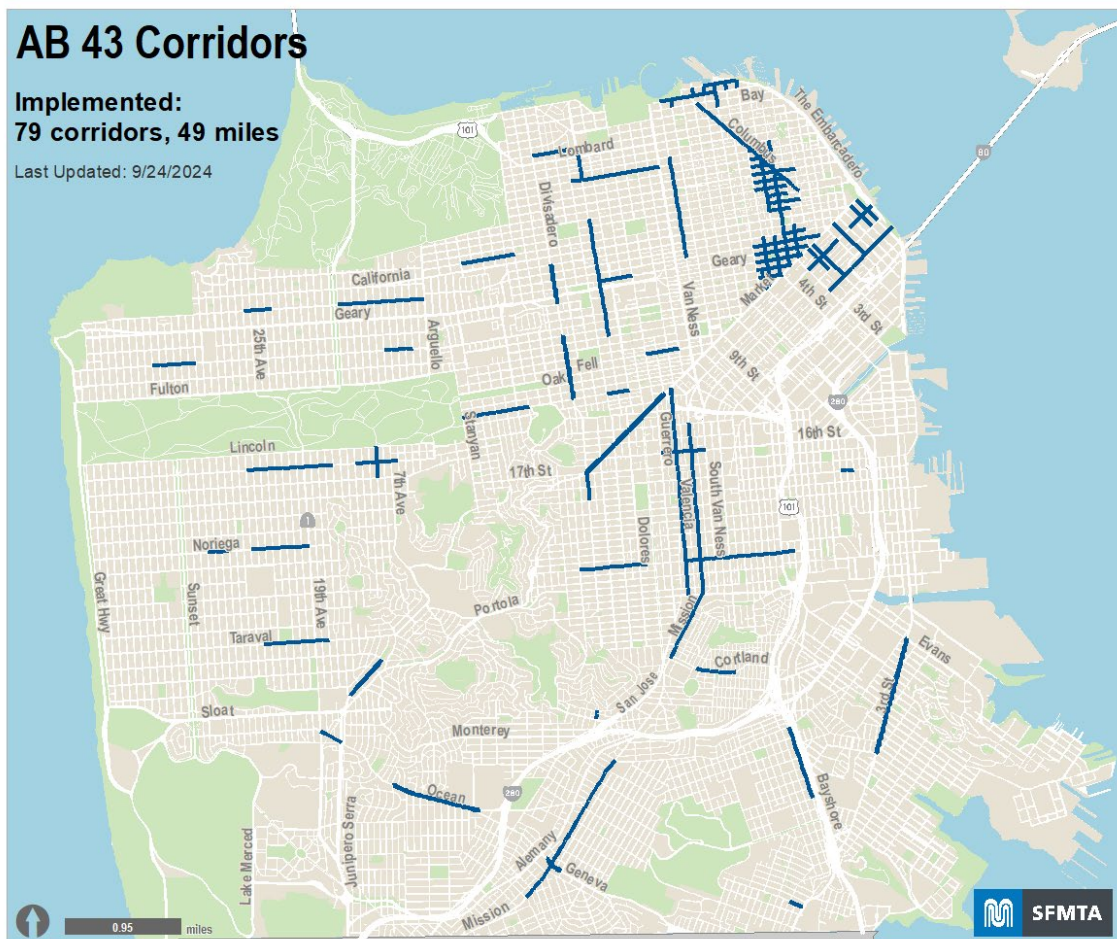 AB 43 Corridors
Implemented:
79 corridors, 49 miles
Last Updated: 9/24/2024
101
Bay
The Embarcadero
Columbus
Lombard
80
Divisadero
California
Geary
Geary
Market
4th St
3rd St
Van Ness
25th Ave
Arguello
Fulton
Oak
Fell
9th St
280
Stanyan
Guerrero
16th St
Lincoln
17th St
7th Ave
Valencia
South Van Ness
101
1
Noriega
Dolores
Great Hwy
Sunset
19th Ave
Portola
Mission
Taraval
Cortland
Evans
3rd St
San Jose
Sloat
Monterey
Ocean
280
Bayshore
Junipero Serra
Lake Merced
Alemany
Geneva
Mission
0.95
miles
SFMTA